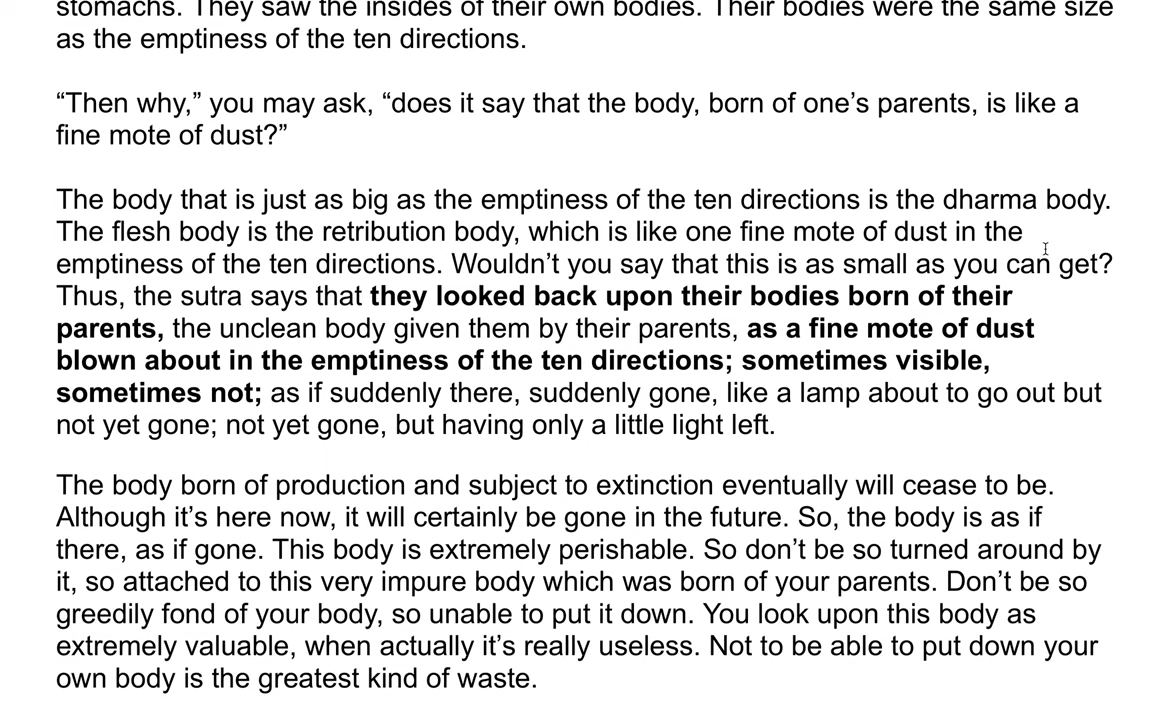 stomachs. They saw the insides of their own bodies. Their bodies were the same size
as the emptiness of the ten directions.
“Then why,” you may ask, “does it say that the body, born of one’s parents, is like a
fine mote of dust?”
The body that is just as big as the emptiness of the ten directions is the dharma body.
The flesh body is the retribution body, which is like one fine mote of dust in the
emptiness of the ten directions. Wouldn’t you say that this is as small as you can get?
Thus, the sutra says that they looked back upon their bodies born of their
parents, the unclean body given them by their parents, as a fine mote of dust
blown about in the emptiness of the ten directions; sometimes visible,
sometimes not; as if suddenly there, suddenly gone, like a lamp about to go out but
not yet gone; not yet gone, but having only a little light left.
The body born of production and subject to extinction eventually will cease to be.
Although it’s here now, it will certainly be gone in the future. So, the body is as if
there, as if gone. This body is extremely perishable. So don’t be so turned around by
it, so attached to this very impure body which was born of your parents. Don’t be so
greedily fond of your body, so unable to put it down. You look upon this body as
extremely valuable, when actually it’s really useless. Not to be able to put down your
own body is the greatest kind of waste.